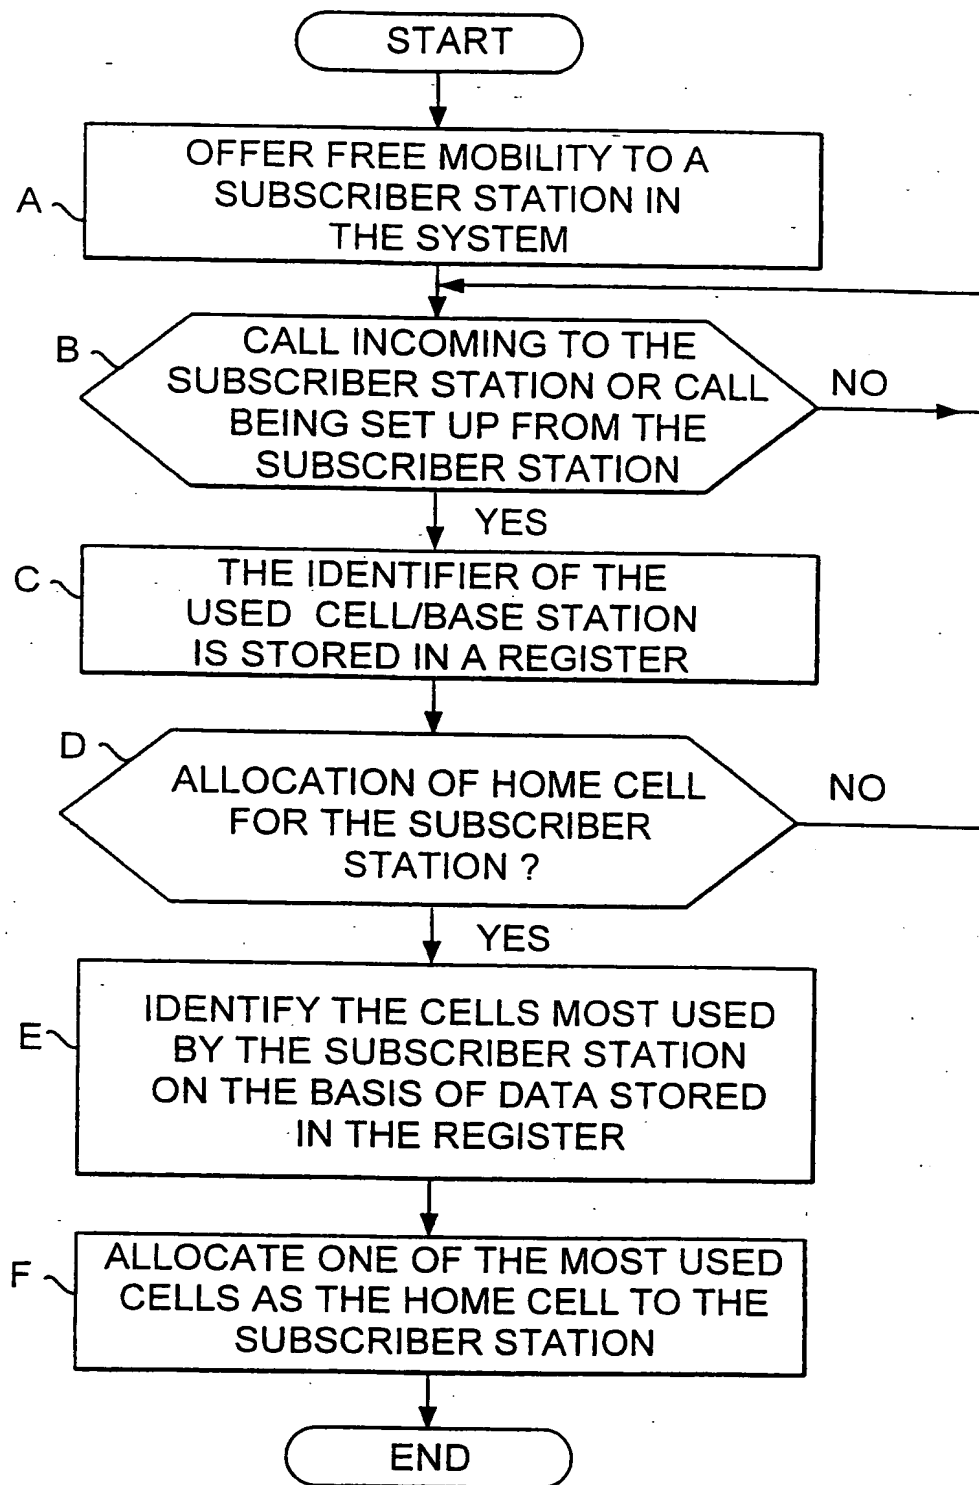 START
A
OFFER FREE MOBILITY TO A
SUBSCRIBER STATION IN
THE SYSTEM
B
CALL INCOMING TO THE
SUBSCRIBER STATION OR CALL
BEING SET UP FROM THE
SUBSCRIBER STATION
NO
YES
C
THE IDENTIFIER OF THE
USED CELL/BASE STATION
IS STORED IN A REGISTER
D
ALLOCATION OF HOME CELL
FOR THE SUBSCRIBER
STATION ?
NO
YES
E
IDENTIFY THE CELLS MOST USED
BY THE SUBSCRIBER STATION
ON THE BASIS OF DATA STORED
IN THE REGISTER
F
ALLOCATE ONE OF THE MOST USED
CELLS AS THE HOME CELL TO THE
SUBSCRIBER STATION
END